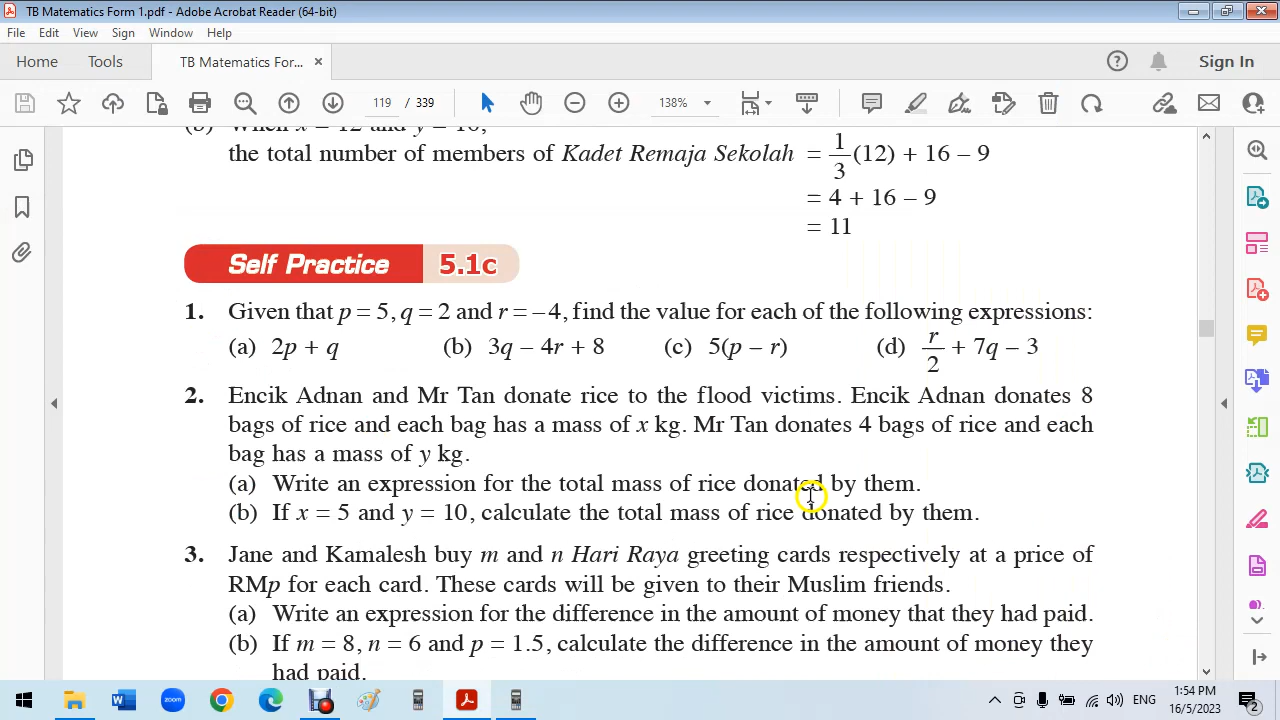 TB Matematics Form 1.pdf - Adobe Acrobat Reader (64-bit)
File Edit View Sign Window Help
Home Tools TB Matematics For... × Sign In
119 / 339 138%
(b) When x = 12 and y = 16,
the total number of members of Kadet Remaja Sekolah = 1/3 (12) + 16 – 9
= 4 + 16 – 9
= 11
Self Practice 5.1c
1. Given that p = 5, q = 2 and r = – 4, find the value for each of the following expressions:
(a) 2p + q (b) 3q – 4r + 8 (c) 5(p – r) (d) r/2 + 7q – 3
2. Encik Adnan and Mr Tan donate rice to the flood victims. Encik Adnan donates 8
bags of rice and each bag has a mass of x kg. Mr Tan donates 4 bags of rice and each
bag has a mass of y kg.
(a) Write an expression for the total mass of rice donated by them.
(b) If x = 5 and y = 10, calculate the total mass of rice donated by them.
3. Jane and Kamalesh buy m and n Hari Raya greeting cards respectively at a price of
RMp for each card. These cards will be given to their Muslim friends.
(a) Write an expression for the difference in the amount of money that they had paid.
(b) If m = 8, n = 6 and p = 1.5, calculate the difference in the amount of money they
had paid.
zoom
ENG
1:54 PM
16/5/2023
2